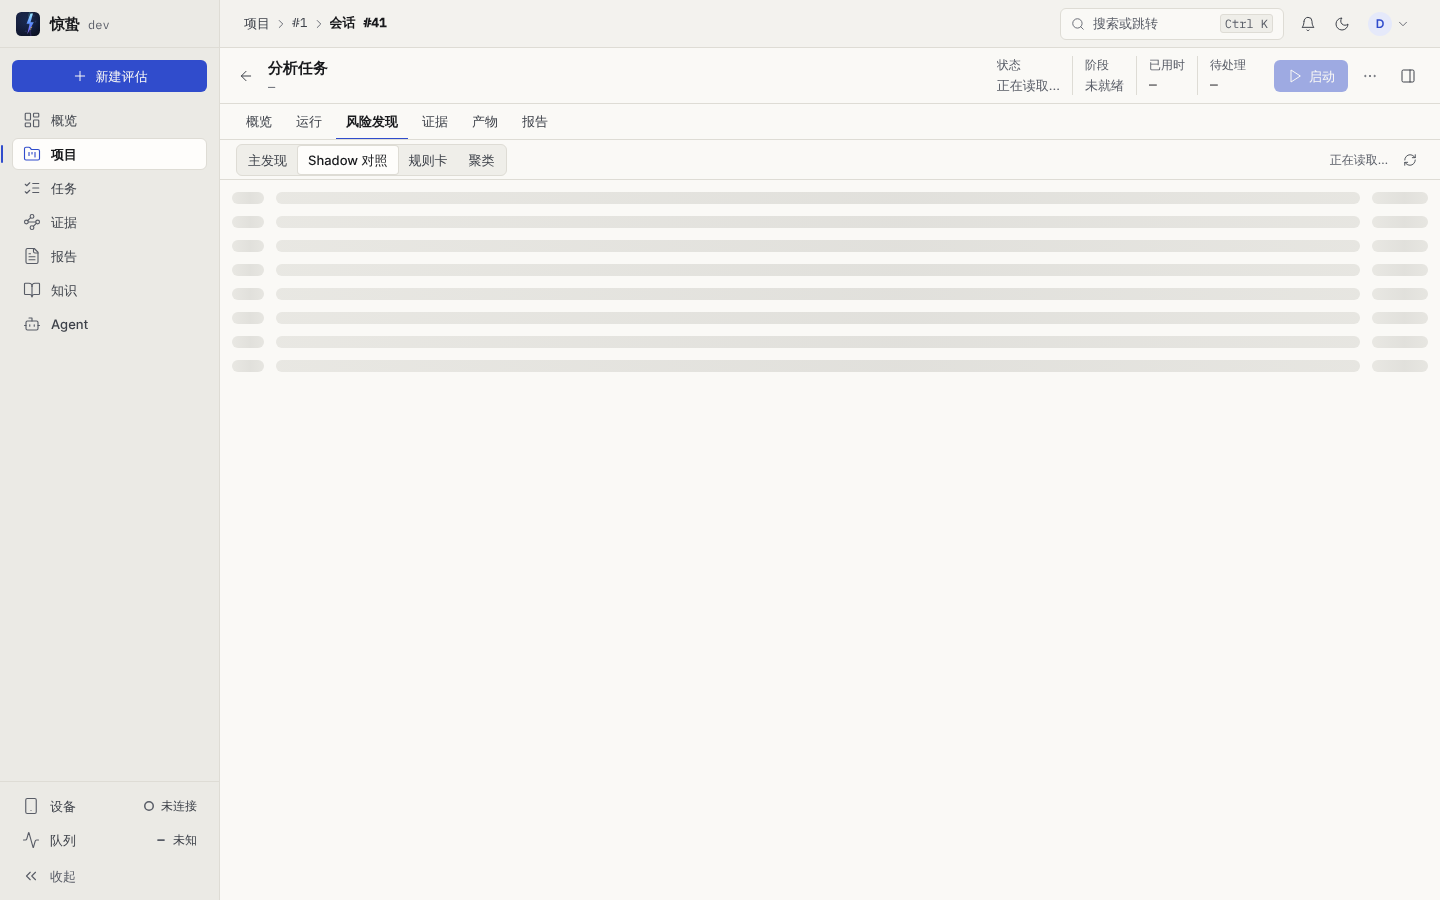 惊蛰 dev
项目 #1 会话 #41
搜索或跳转 Ctrl K
D
新建评估
概览
项目
任务
证据
报告
知识
Agent
设备 未连接
队列 – 未知
收起
分析任务
–
状态 阶段 已用时 待处理
正在读取... 未就绪 – –
启动
概览 运行 风险发现 证据 产物 报告
主发现 Shadow 对照 规则卡 聚类
正在读取...